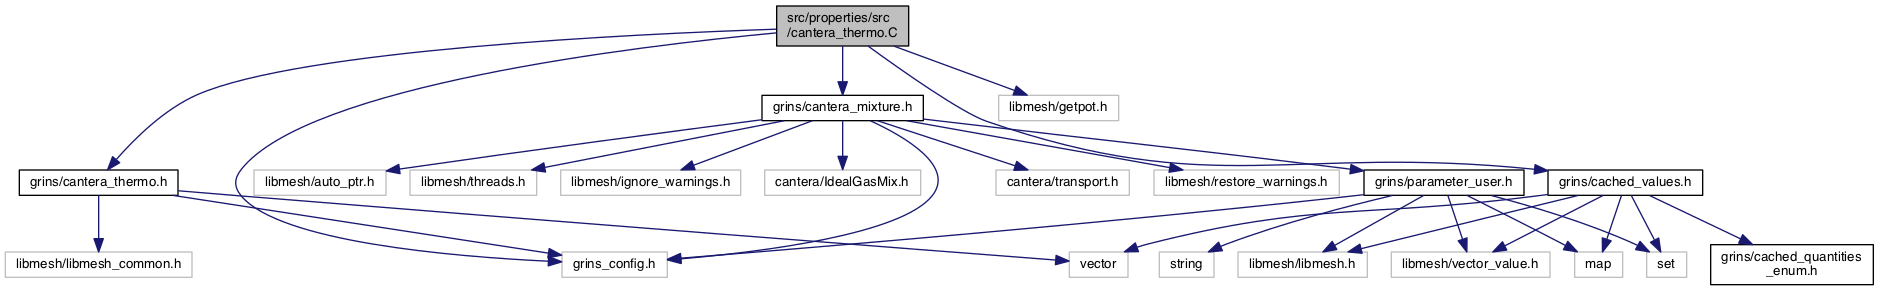 src/properties/src
/cantera_thermo.C
grins/cantera_mixture.h
libmesh/getpot.h
grins/cantera_thermo.h
libmesh/auto_ptr.h
libmesh/threads.h
libmesh/ignore_warnings.h
cantera/IdealGasMix.h
cantera/transport.h
libmesh/restore_warnings.h
grins/parameter_user.h
grins/cached_values.h
libmesh/libmesh_common.h
grins_config.h
vector
string
libmesh/libmesh.h
libmesh/vector_value.h
map
set
grins/cached_quantities
_enum.h